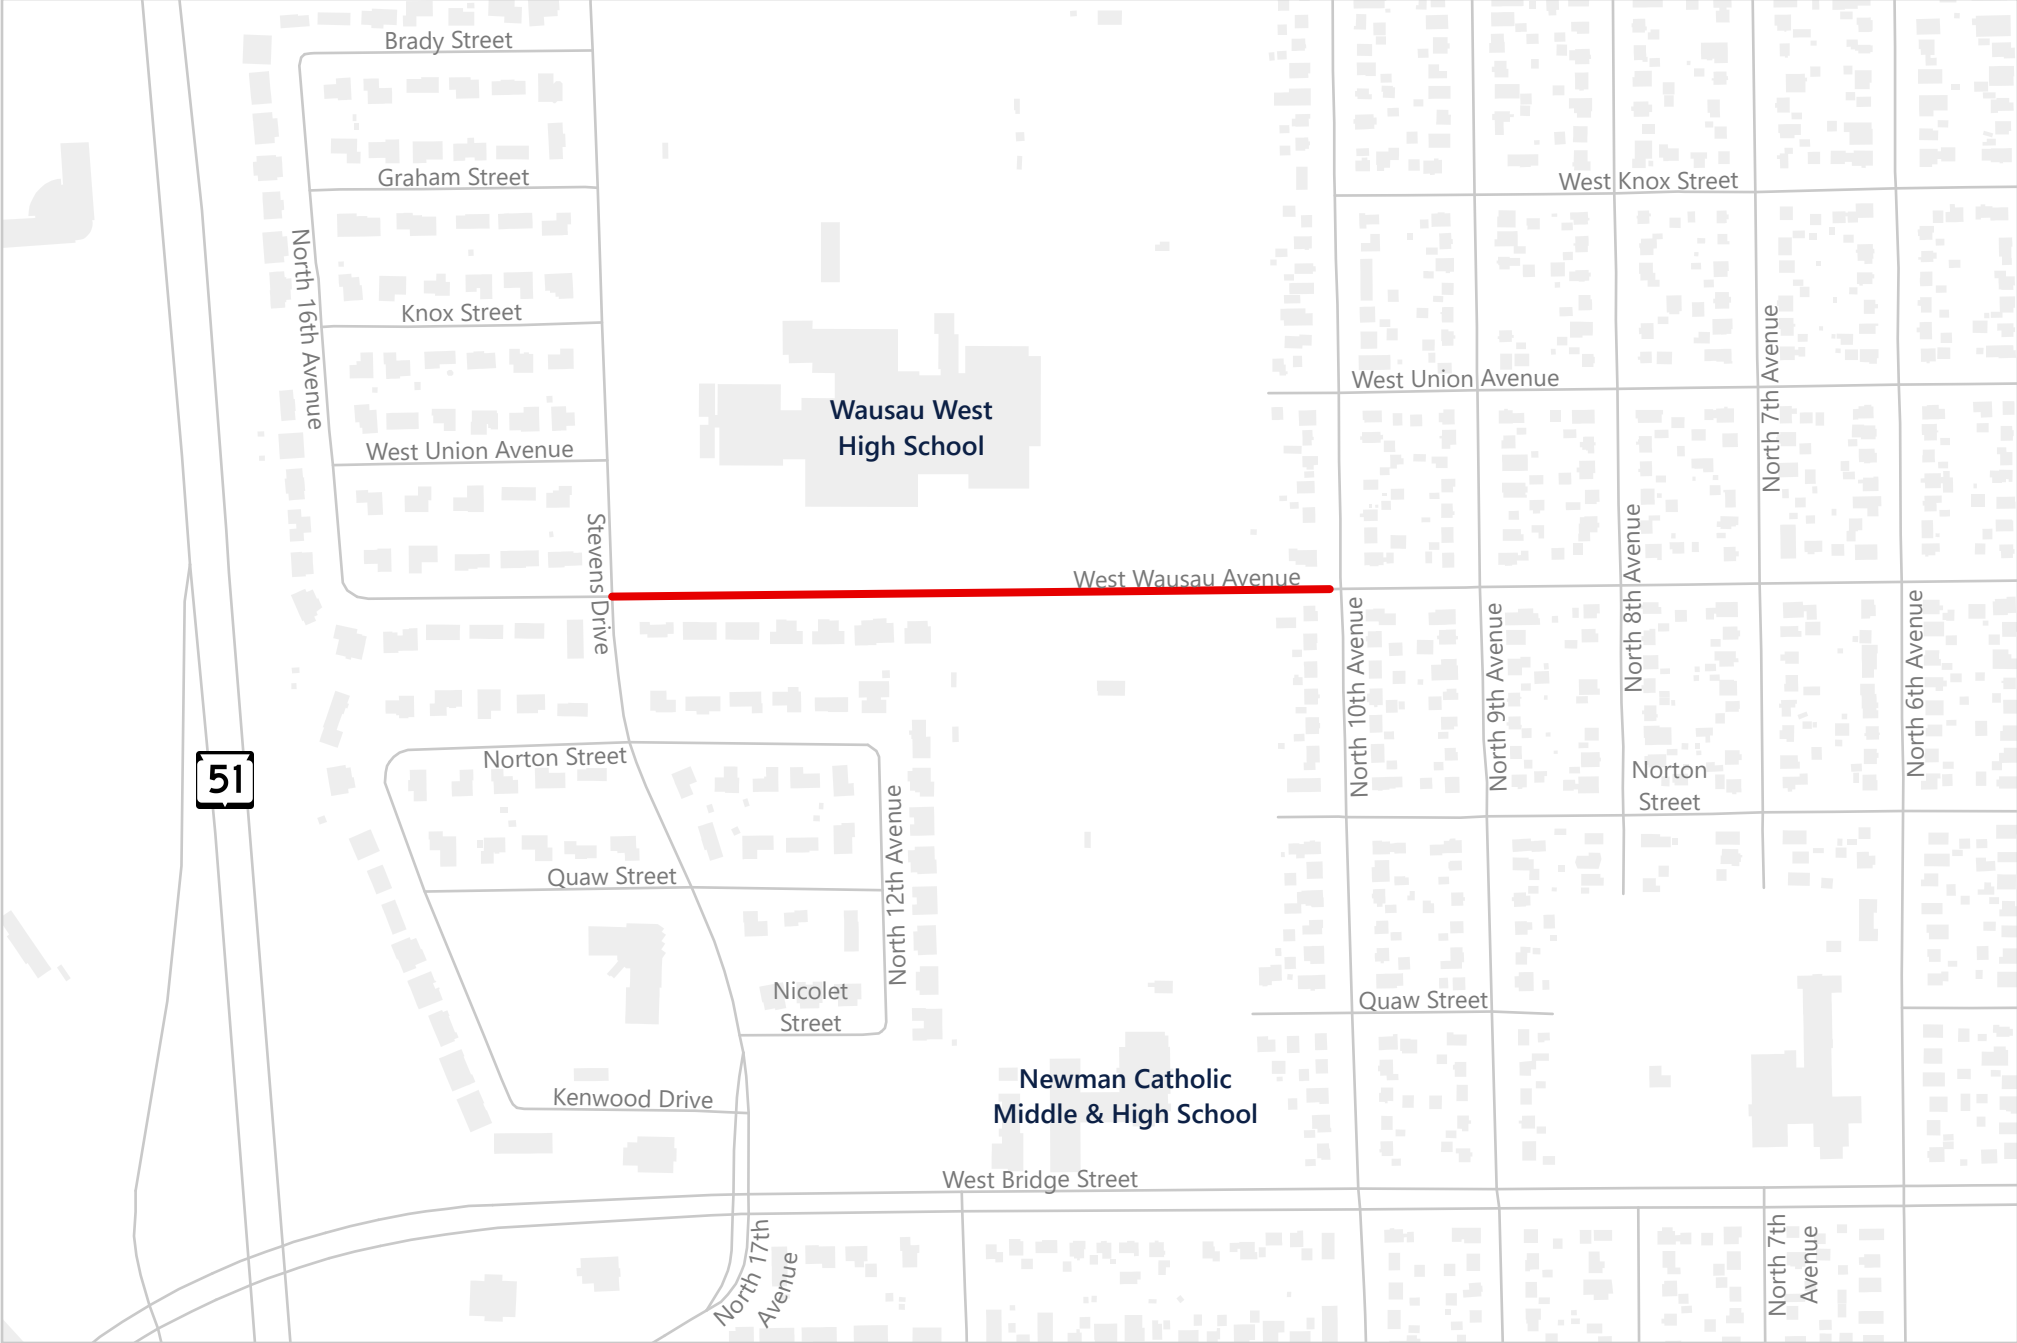 Brady Street
Graham Street
West Knox Street
North 16th Avenue
Knox Street
North 7th Avenue
West Union Avenue
Wausau West
High School
West Union Avenue
Stevens Drive
North 8th Avenue
West Wausau Avenue
North 10th Avenue
North 9th Avenue
North 6th Avenue
Norton Street
51
Norton
Street
North 12th Avenue
Quaw Street
Nicolet
Street
Quaw Street
Newman Catholic
Middle & High School
Kenwood Drive
West Bridge Street
North 17th
Avenue
North 7th
Avenue